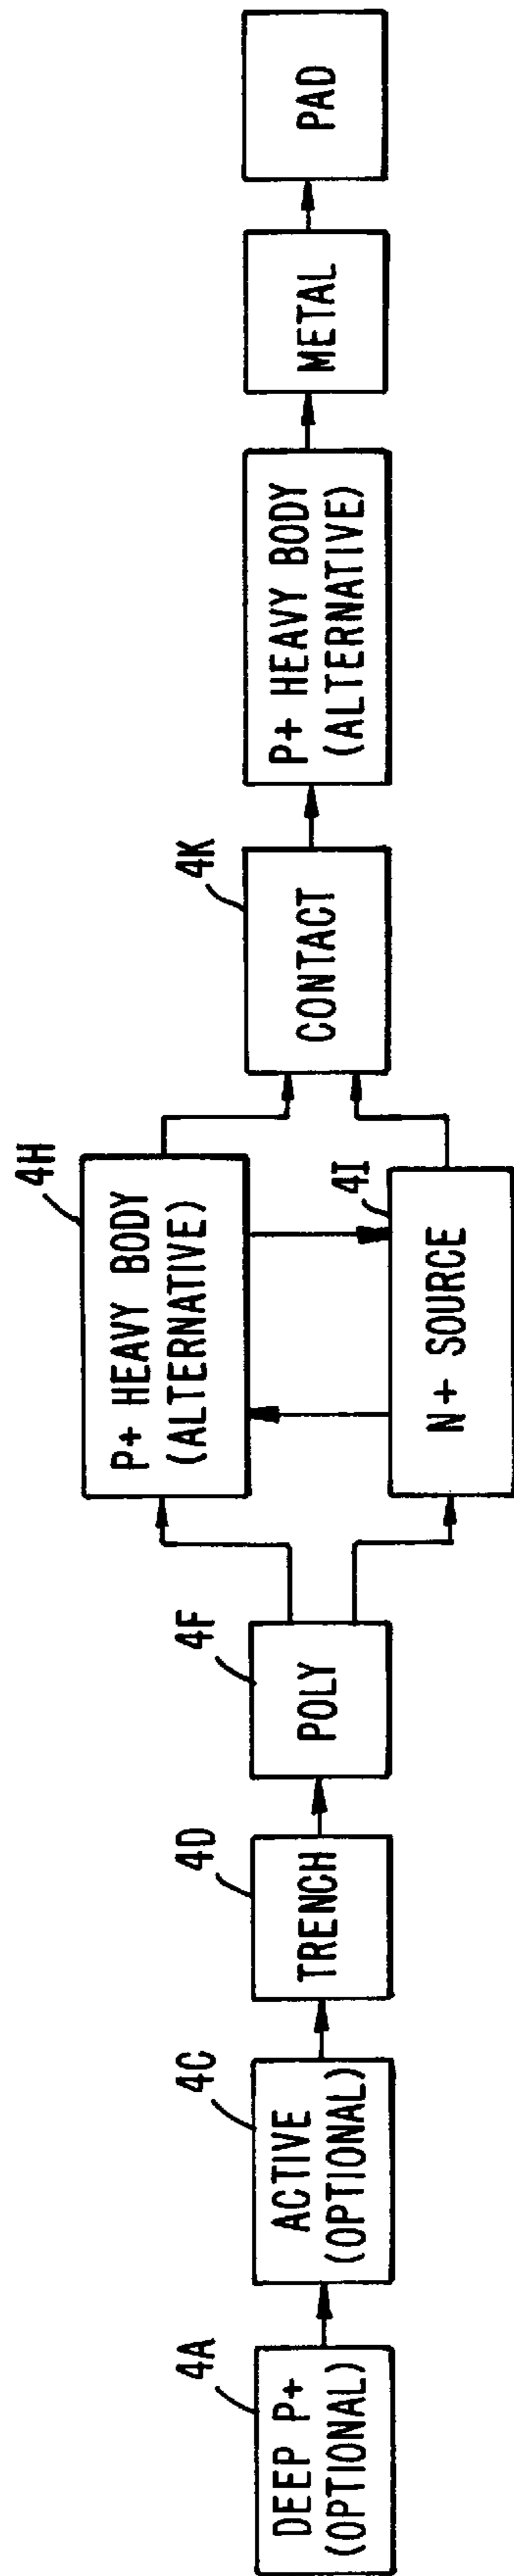 4A
DEEP P+
(OPTIONAL)
4C
ACTIVE
(OPTIONAL)
4D
TRENCH
4F
POLY
4H
P+ HEAVY BODY
(ALTERNATIVE)
4I
N+ SOURCE
4K
CONTACT
P+ HEAVY BODY
(ALTERNATIVE)
METAL
PAD